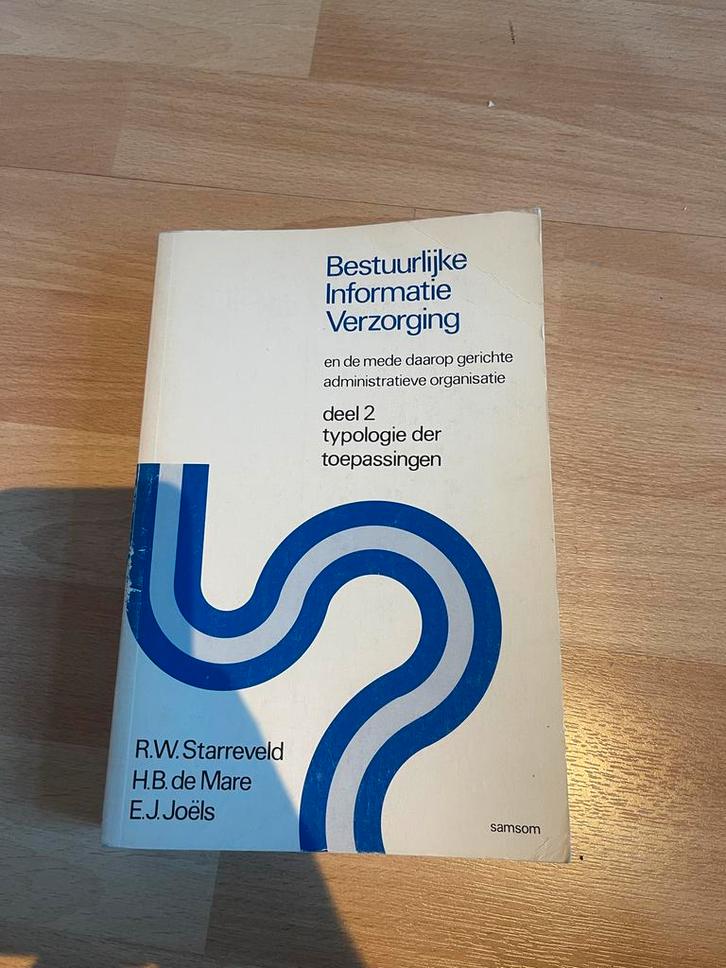 Bestuurlijke
Informatie
Verzorging
en de mede daarop gerichte
administratieve organisatie
deel 2
typologie der
toepassingen
R.W. Starreveld
H.B. de Mare
E.J. Joëls
samsom